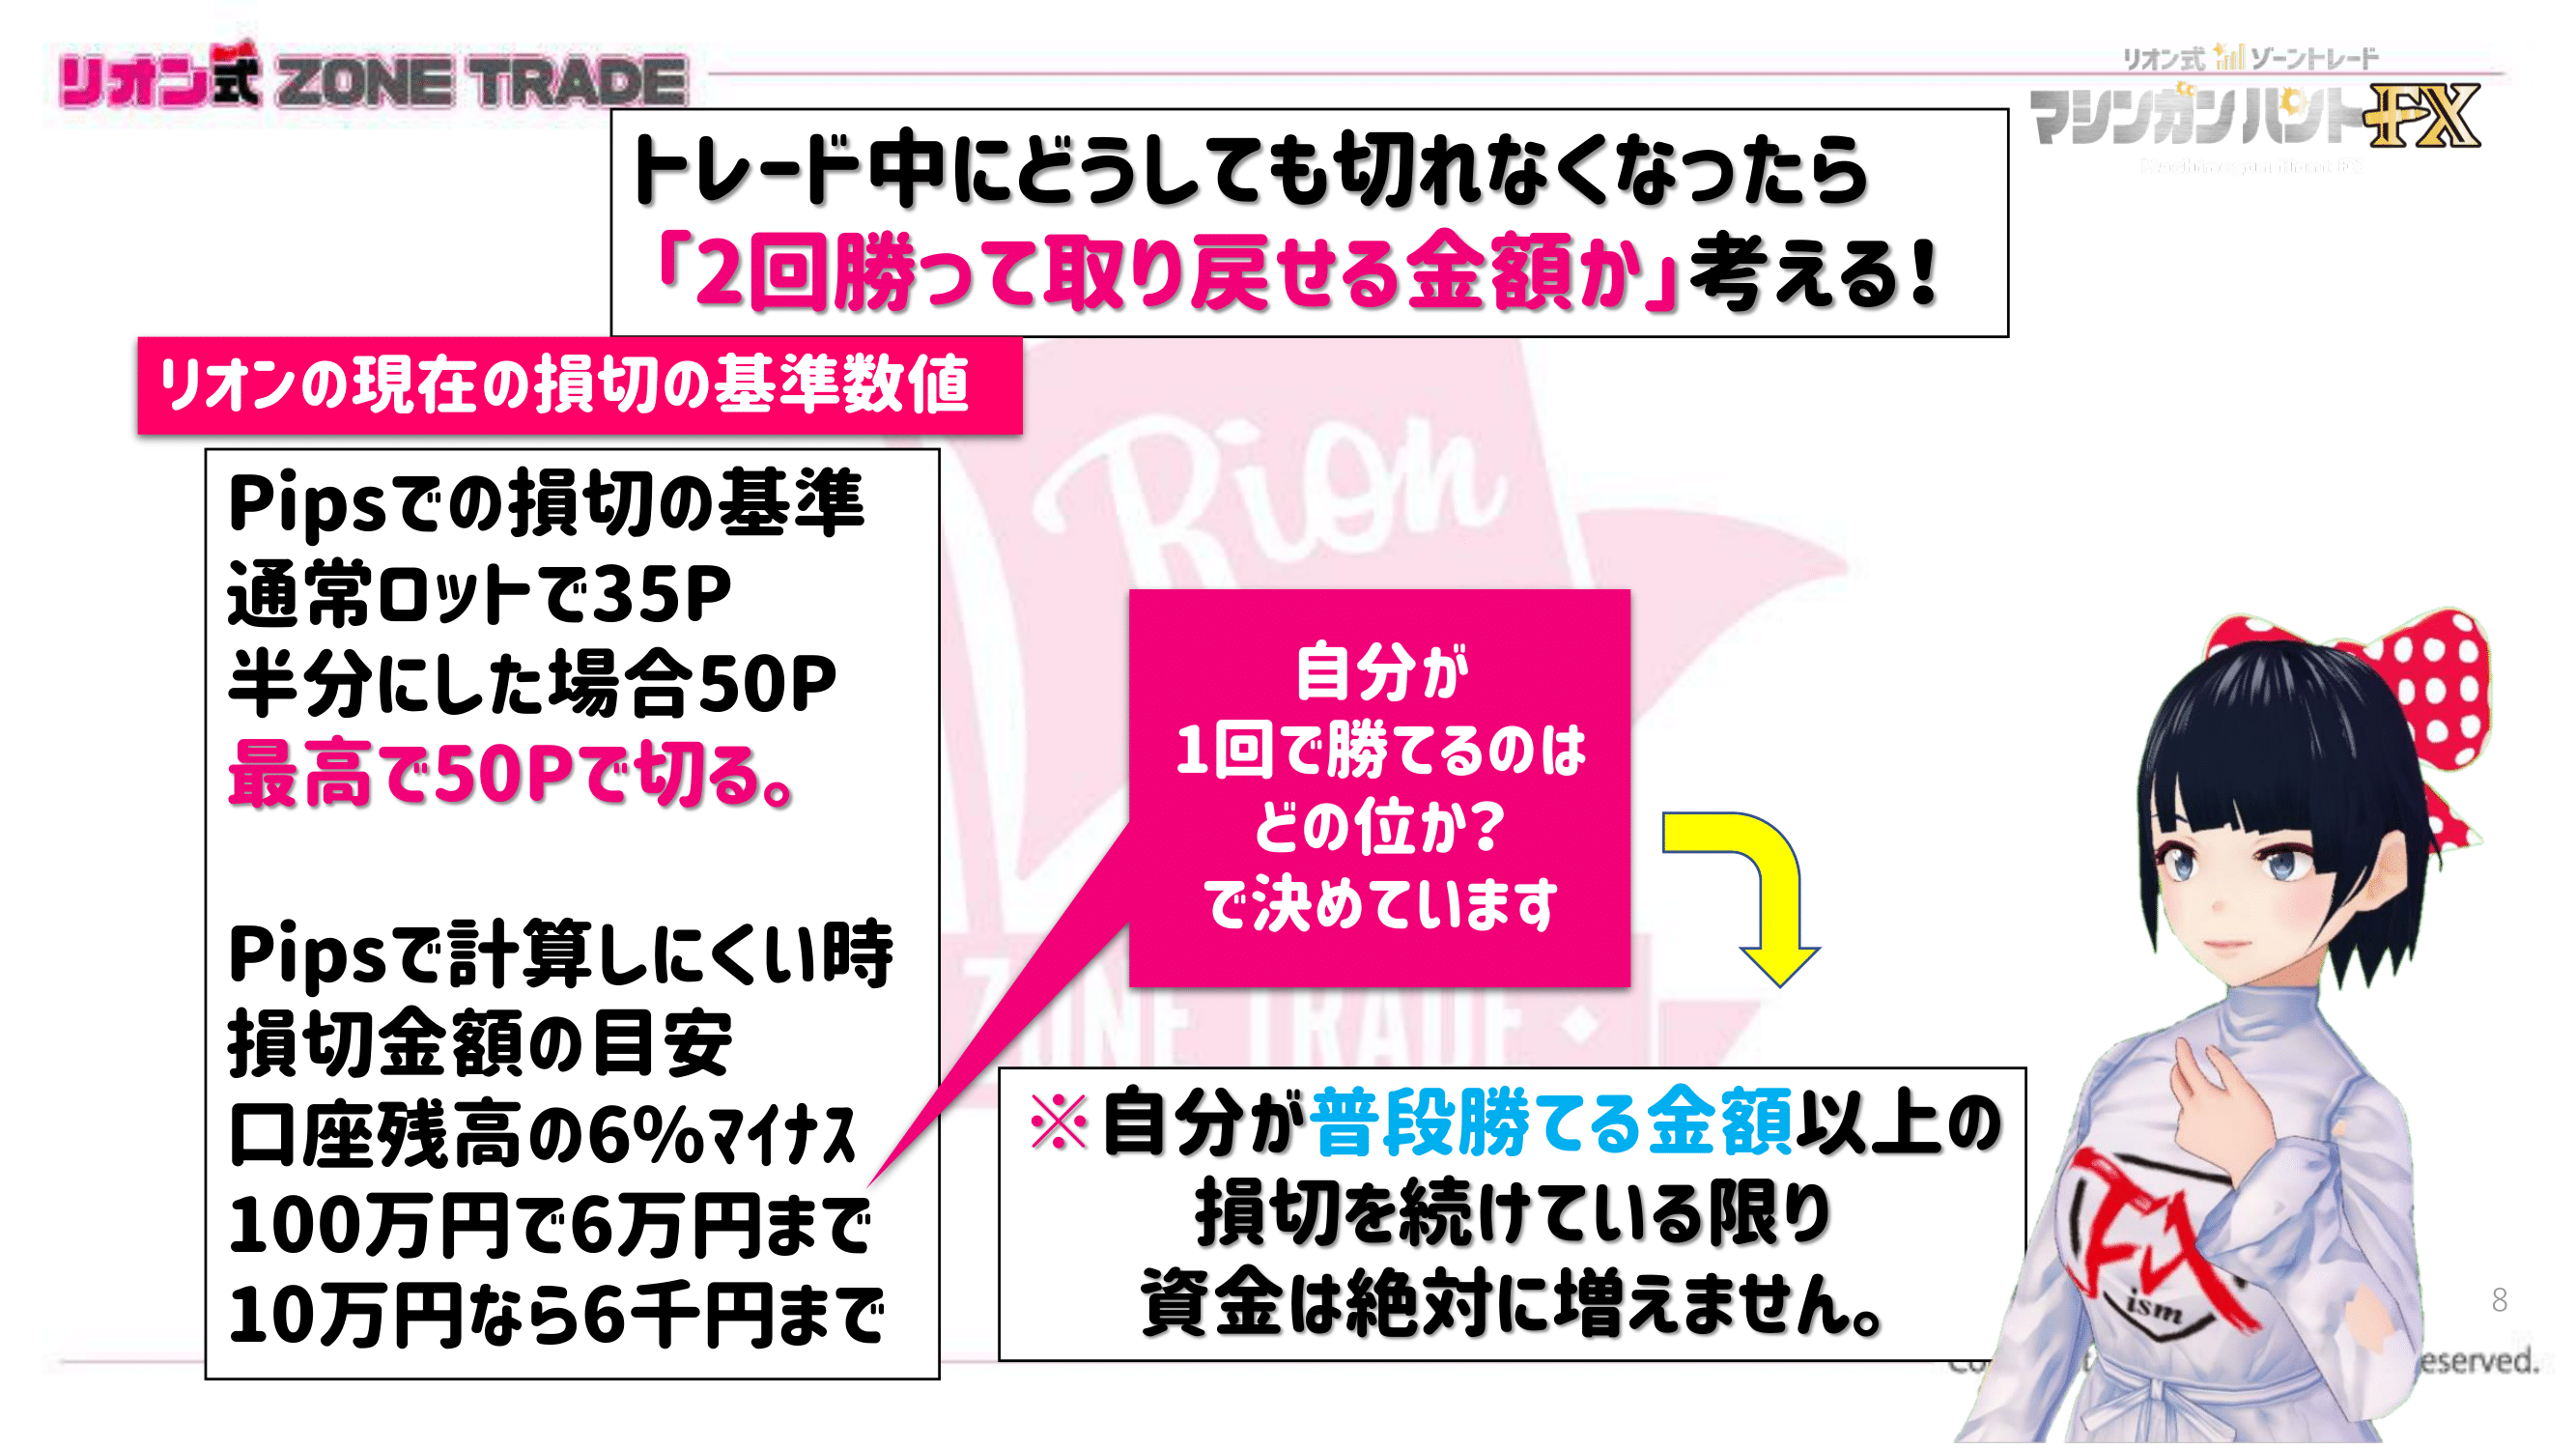 リオン式 ZONE TRADE
リオン式 ゾーントレード
マシンガンハントFX
トレード中にどうしても切れなくなったら
「2回勝って取り戻せる金額か」考える!
リオンの現在の損切の基準数値
Pipsでの損切の基準
通常ロットで35P
半分にした場合50P
最高で50Pで切る。
Pipsで計算しにくい時
損切金額の目安
口座残高の6%マイナス
100万円で6万円まで
10万円なら6千円まで
Rion
ZONE TRADE
自分が
1回で勝てるのは
どの位か?
で決めています
※自分が普段勝てる金額以上の
損切を続けている限り
資金は絶対に増えません。
FX
ism
8
eserved.